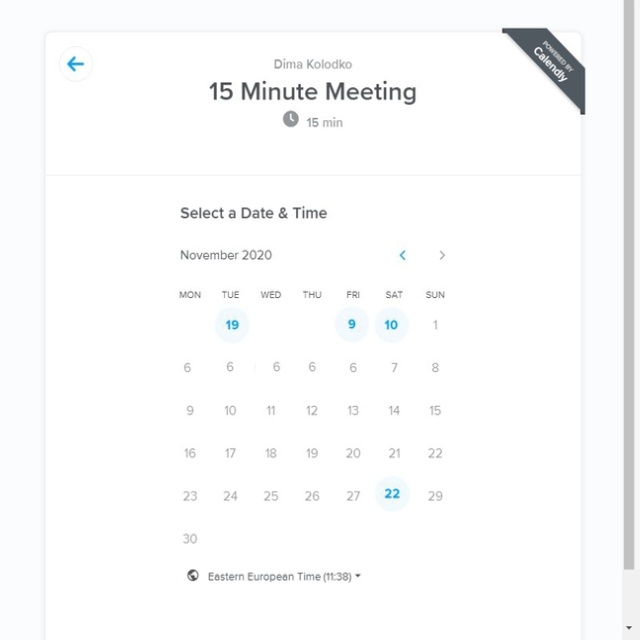 POWERED BY
Calendly
Dima Kolodko
15 Minute Meeting
15 min
Select a Date & Time
November 2020
MON TUE WED THU FRI SAT SUN
19 9 10 1
6 6 6 6 6 7 8
9 10 11 12 13 14 15
16 17 18 19 20 21 22
23 24 25 26 27 22 29
30
Eastern European Time (11:38)